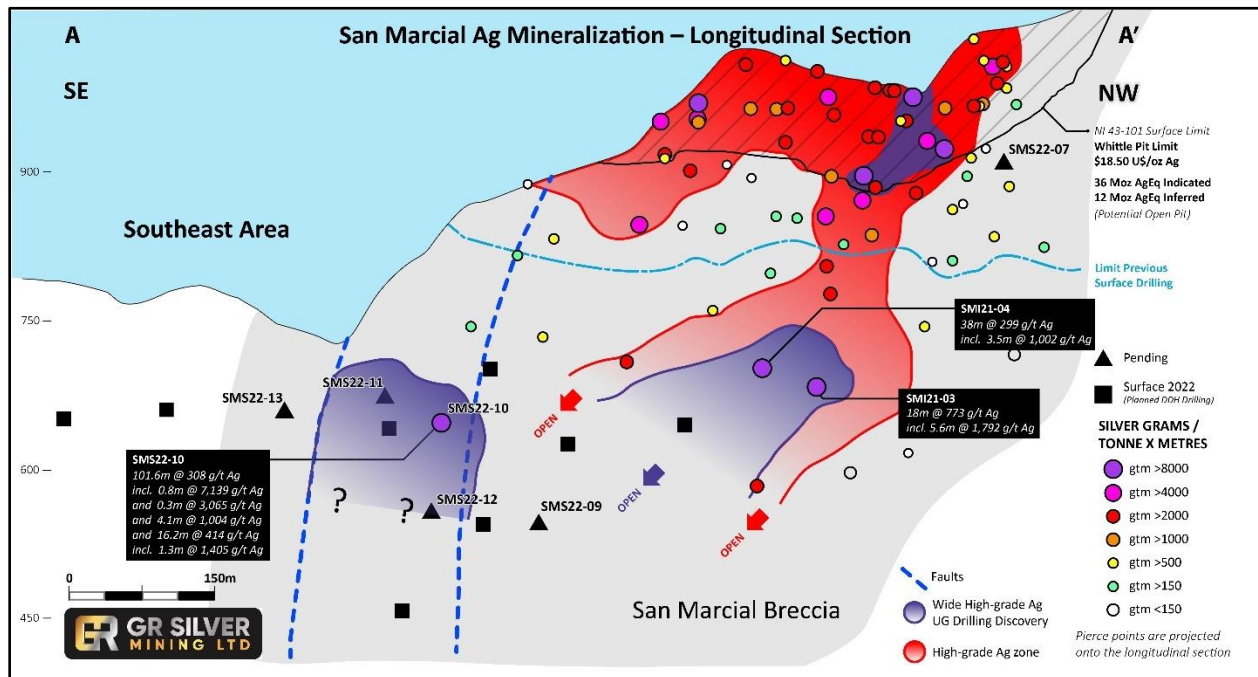 San Marcial Ag Mineralization – Longitudinal Section
A
SE
A'
NW
NI 43-101 Surface Limit
Whittle Pit Limit
$18.50 U$/oz Ag
36 Moz AgEq Indicated
12 Moz AgEq Inferred
(Potential Open Pit)
SMS22-07
900
750
600
450
Southeast Area
Limit Previous
Surface Drilling
SMI21-04
38m @ 299 g/t Ag
incl. 3.5m @ 1,002 g/t Ag
SMI21-03
18m @ 773 g/t Ag
incl. 5.6m @ 1,792 g/t Ag
SMS22-13
SMS22-11
SMS22-10
SMS22-12
SMS22-09
SMS22-10
101.6m @ 308 g/t Ag
incl. 0.8m @ 7,139 g/t Ag
and 0.3m @ 3,065 g/t Ag
and 4.1m @ 1,004 g/t Ag
and 16.2m @ 414 g/t Ag
incl. 1.3m @ 1,405 g/t Ag
?
?
OPEN
OPEN
OPEN
San Marcial Breccia
0 150m
GR
GR SILVER
MINING LTD
Faults
Wide High-grade Ag
UG Drilling Discovery
High-grade Ag zone
Pending
Surface 2022
(Planned DDH Drilling)
SILVER GRAMS /
TONNE X METRES
gtm >8000
gtm >4000
gtm >2000
gtm >1000
gtm >500
gtm >150
gtm <150
Pierce points are projected
onto the longitudinal section